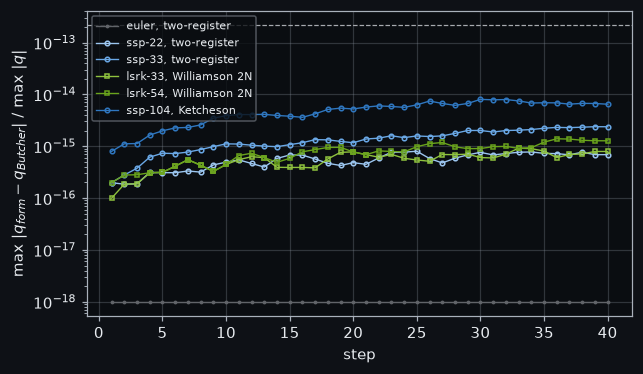 euler, two-register
ssp-22, two-register
ssp-33, two-register
lsrk-33, Williamson 2N
lsrk-54, Williamson 2N
ssp-104, Ketcheson
max |q_form − q_Butcher| / max |q|
10⁻¹³
10⁻¹⁴
10⁻¹⁵
10⁻¹⁶
10⁻¹⁷
10⁻¹⁸
0 5 10 15 20 25 30 35 40
step